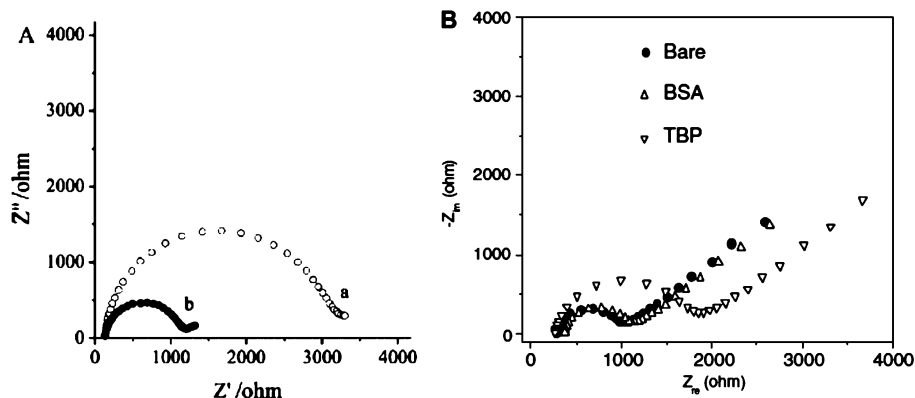 A
4000
3000
2000
1000
0
Z''/ohm
a
b
0 1000 2000 3000 4000
Z'/ohm
B
4000
3000
2000
1000
0
-Zim (ohm)
Bare
BSA
TBP
0 1000 2000 3000 4000
Zre (ohm)